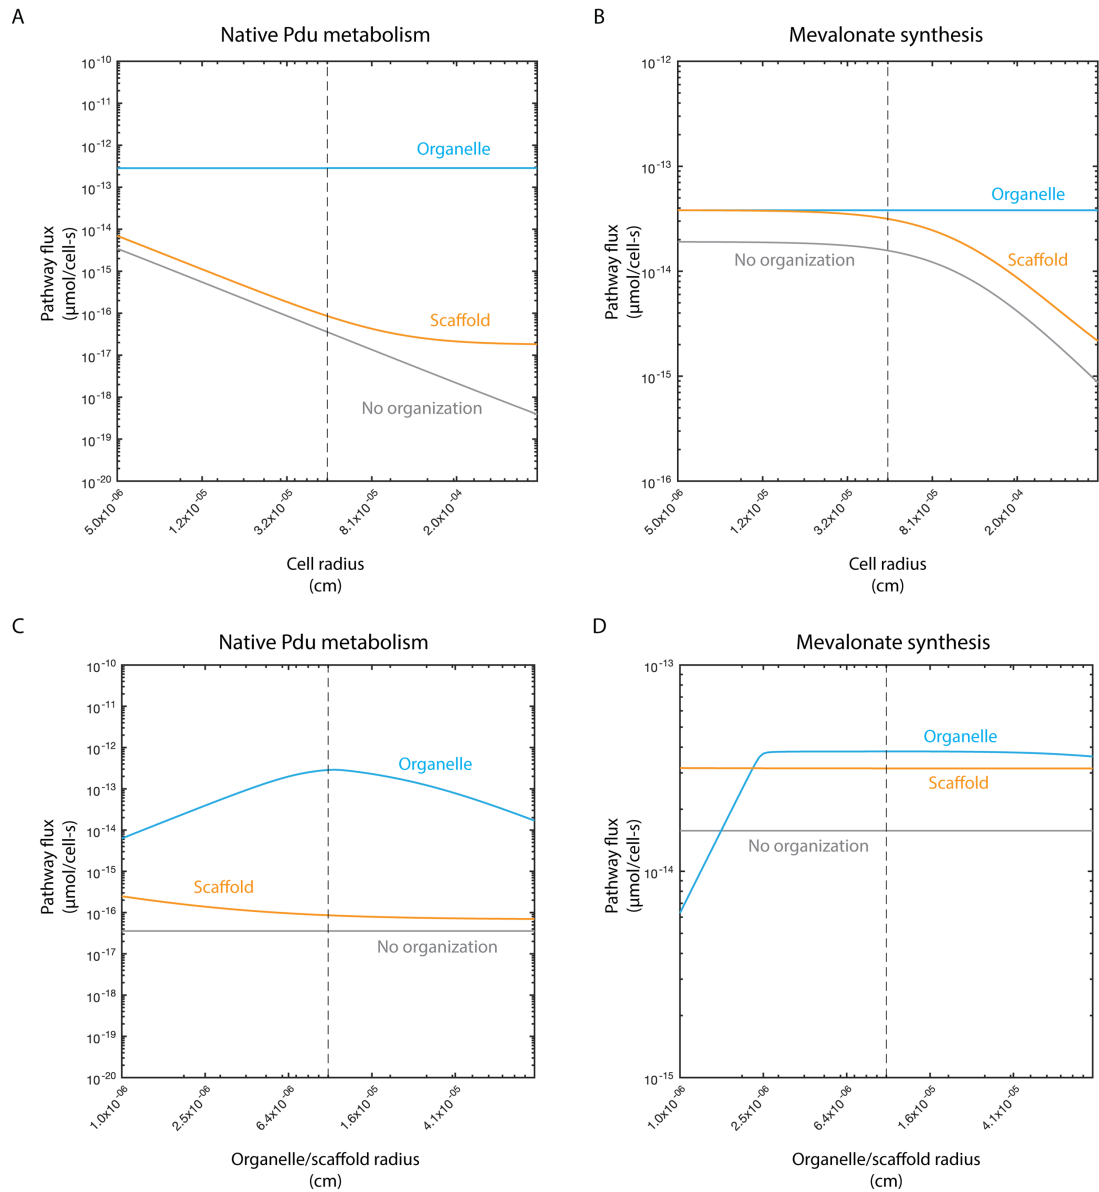 A
Native Pdu metabolism
10⁻¹⁰
10⁻¹¹
10⁻¹²
10⁻¹³
10⁻¹⁴
10⁻¹⁵
10⁻¹⁶
10⁻¹⁷
10⁻¹⁸
10⁻¹⁹
10⁻²⁰
Pathway flux
(µmol/cell-s)
Organelle
Scaffold
No organization
5.0x10⁻⁰⁶
1.2x10⁻⁰⁵
3.2x10⁻⁰⁵
8.1x10⁻⁰⁵
2.0x10⁻⁰⁴
Cell radius
(cm)
B
Mevalonate synthesis
10⁻¹²
10⁻¹³
10⁻¹⁴
10⁻¹⁵
10⁻¹⁶
Pathway flux
(µmol/cell-s)
Organelle
No organization
Scaffold
5.0x10⁻⁰⁶
1.2x10⁻⁰⁵
3.2x10⁻⁰⁵
8.1x10⁻⁰⁵
2.0x10⁻⁰⁴
Cell radius
(cm)
C
Native Pdu metabolism
10⁻¹⁰
10⁻¹¹
10⁻¹²
10⁻¹³
10⁻¹⁴
10⁻¹⁵
10⁻¹⁶
10⁻¹⁷
10⁻¹⁸
10⁻¹⁹
10⁻²⁰
Pathway flux
(µmol/cell-s)
Organelle
Scaffold
No organization
1.0x10⁻⁰⁶
2.5x10⁻⁰⁶
6.4x10⁻⁰⁶
1.6x10⁻⁰⁵
4.1x10⁻⁰⁵
Organelle/scaffold radius
(cm)
D
Mevalonate synthesis
10⁻¹³
10⁻¹⁴
10⁻¹⁵
Pathway flux
(µmol/cell-s)
Organelle
Scaffold
No organization
1.0x10⁻⁰⁶
2.5x10⁻⁰⁶
6.4x10⁻⁰⁶
1.6x10⁻⁰⁵
4.1x10⁻⁰⁵
Organelle/scaffold radius
(cm)